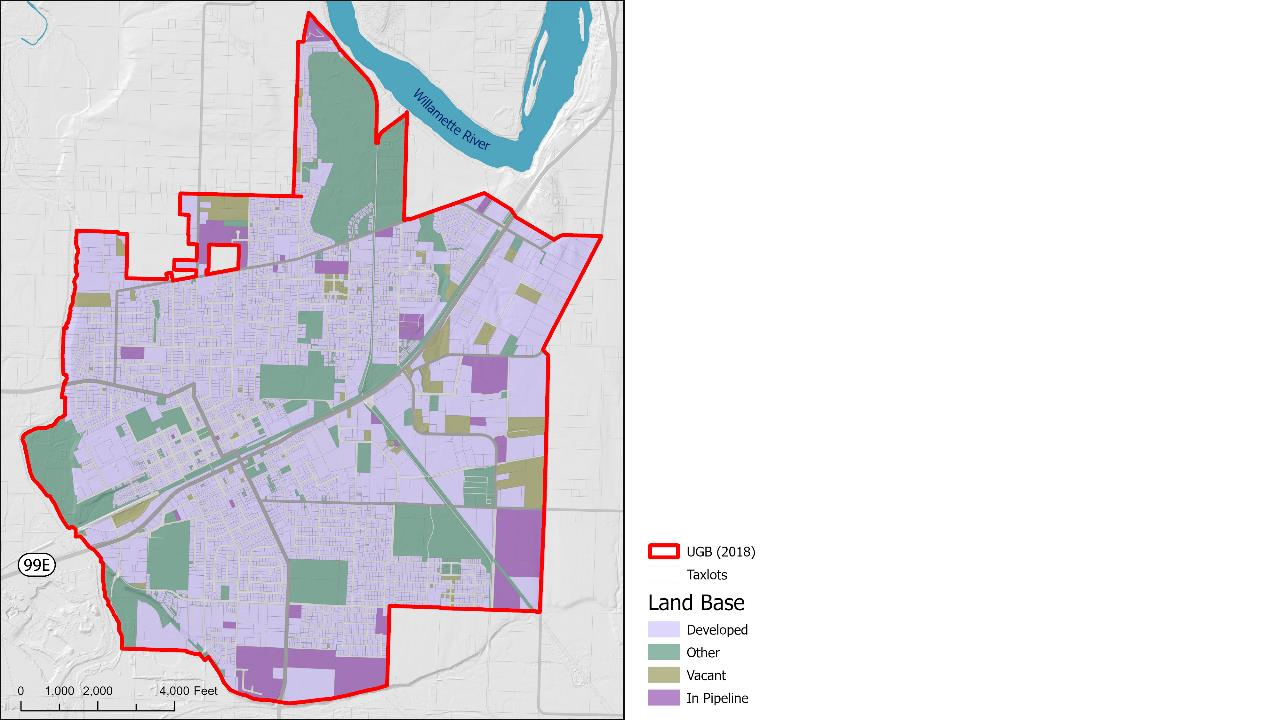 Willamette River
99E
0 1,000 2,000 4,000 Feet
UGB (2018)
Taxlots
Land Base
Developed
Other
Vacant
In Pipeline